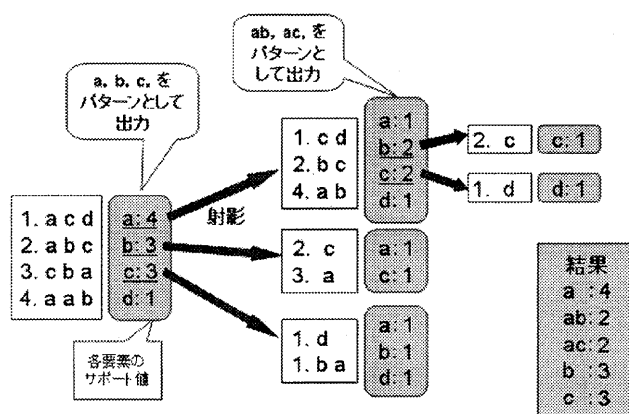 a, b, c, を
パターンとして
出力
ab, ac, を
パターンと
して出力
1. a c d
2. a b c
3. c b a
4. a a b
a: 4
b: 3
c: 3
d: 1
各要素の
サポート値
射影
1. c d
2. b c
4. a b
a: 1
b: 2
c: 2
d: 1
2. c
c: 1
1. d
d: 1
2. c
3. a
a: 1
c: 1
1. d
1. b a
a: 1
b: 1
d: 1
結果
a : 4
ab: 2
ac: 2
b : 3
c : 3